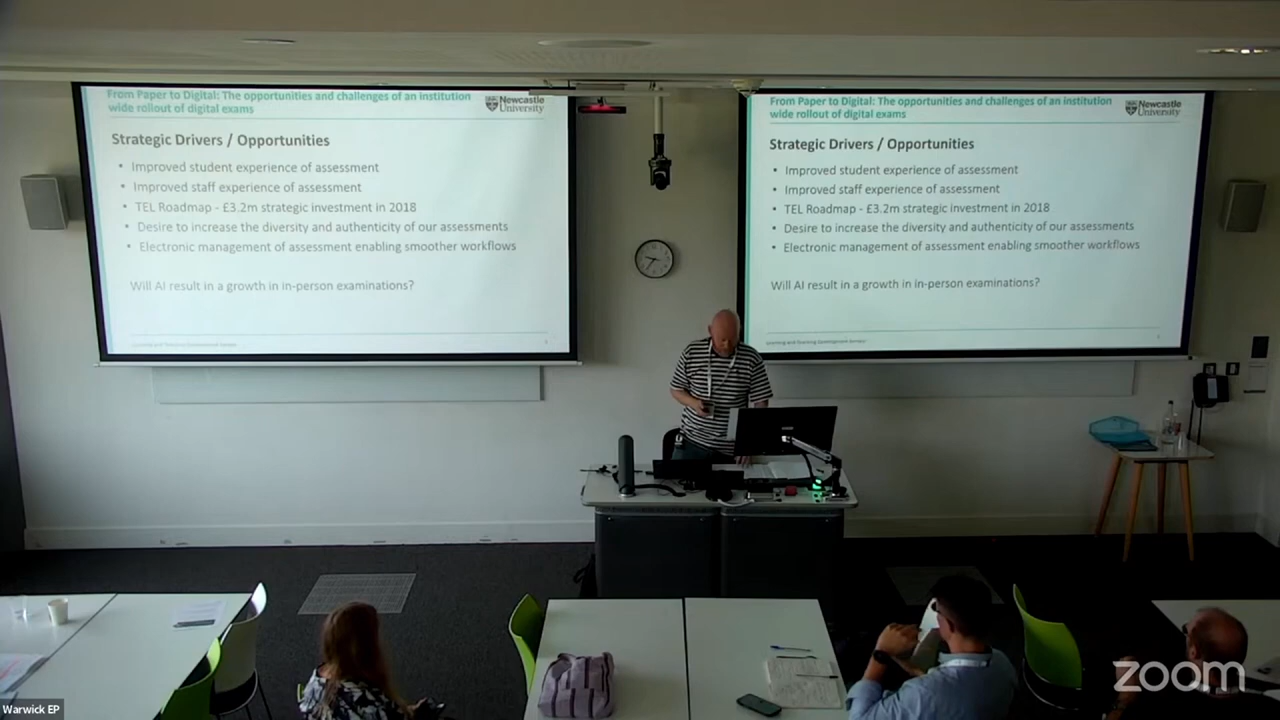 From Paper to Digital: The opportunities and challenges of an institution
wide rollout of digital exams
Newcastle
University
Strategic Drivers / Opportunities
• Improved student experience of assessment
• Improved staff experience of assessment
• TEL Roadmap - £3.2m strategic investment in 2018
• Desire to increase the diversity and authenticity of our assessments
• Electronic management of assessment enabling smoother workflows
Will AI result in a growth in in-person examinations?
From Paper to Digital: The opportunities and challenges of an institution
wide rollout of digital exams
Newcastle
University
Strategic Drivers / Opportunities
• Improved student experience of assessment
• Improved staff experience of assessment
• TEL Roadmap - £3.2m strategic investment in 2018
• Desire to increase the diversity and authenticity of our assessments
• Electronic management of assessment enabling smoother workflows
Will AI result in a growth in in-person examinations?
Learning and Teaching Development Service
zoom
Warwick EP